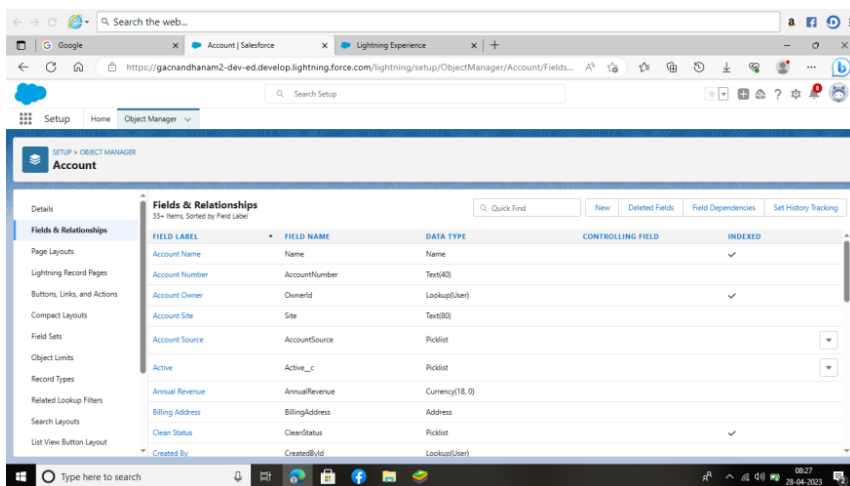 Search the web...
a
Google
Account | Salesforce
Lightning Experience
https://gacnandhanam2-dev-ed.develop.lightning.force.com/lightning/setup/ObjectManager/Account/Fields...
Search Setup
Setup Home Object Manager
SETUP > OBJECT MANAGER
Account
Details
Fields & Relationships
Page Layouts
Lightning Record Pages
Buttons, Links, and Actions
Compact Layouts
Field Sets
Object Limits
Record Types
Related Lookup Filters
Search Layouts
List View Button Layout
Fields & Relationships
33+ Items, Sorted by Field Label
Quick Find
New
Deleted Fields
Field Dependencies
Set History Tracking
FIELD LABEL FIELD NAME DATA TYPE CONTROLLING FIELD INDEXED
Account Name Name Name
Account Number AccountNumber Text(40)
Account Owner OwnerId Lookup(User)
Account Site Site Text(80)
Account Source AccountSource Picklist
Active Active__c Picklist
Annual Revenue AnnualRevenue Currency(18, 0)
Billing Address BillingAddress Address
Clean Status CleanStatus Picklist
Created By CreatedById Lookup(User)
Type here to search
08:27
28-04-2023